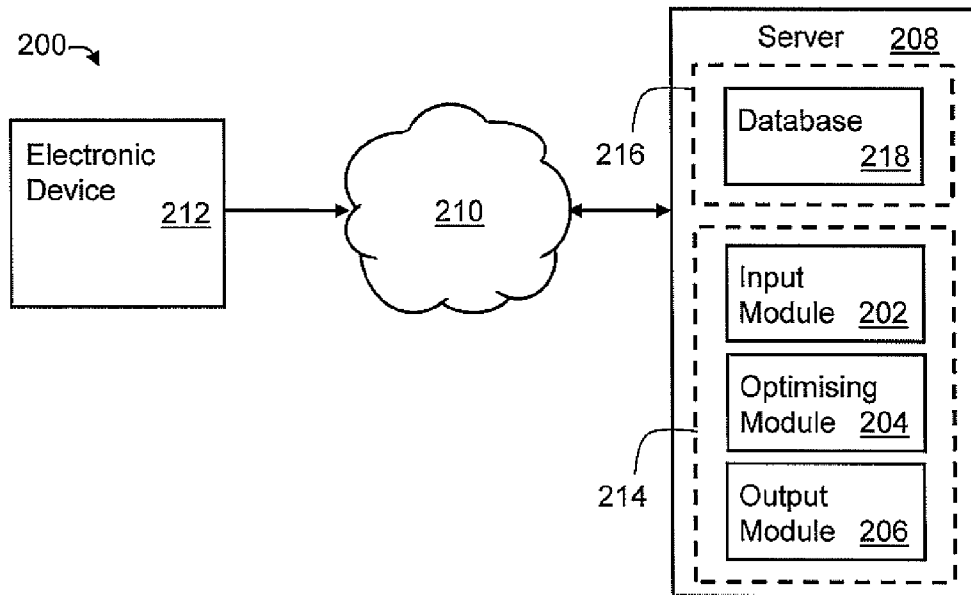 200
Electronic
Device
212
210
Server 208
216
Database
218
Input
Module 202
Optimising
Module 204
214
Output
Module 206